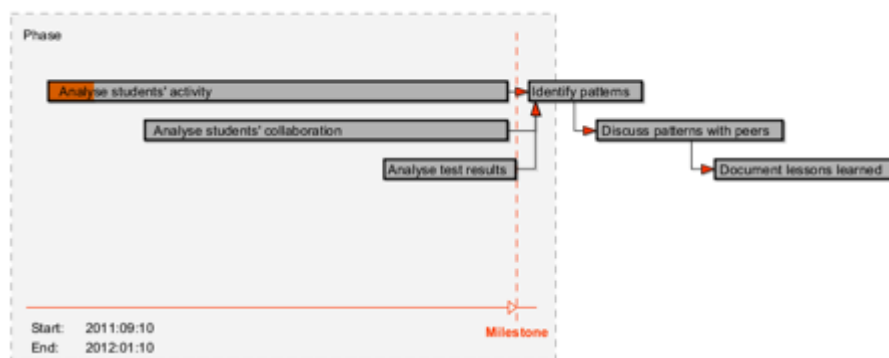 Phase
Analyse students' activity
Identify patterns
Analyse students' collaboration
Discuss patterns with peers
Analyse test results
Document lessons learned
Start: 2011:09:10
Milestone
End: 2012:01:10